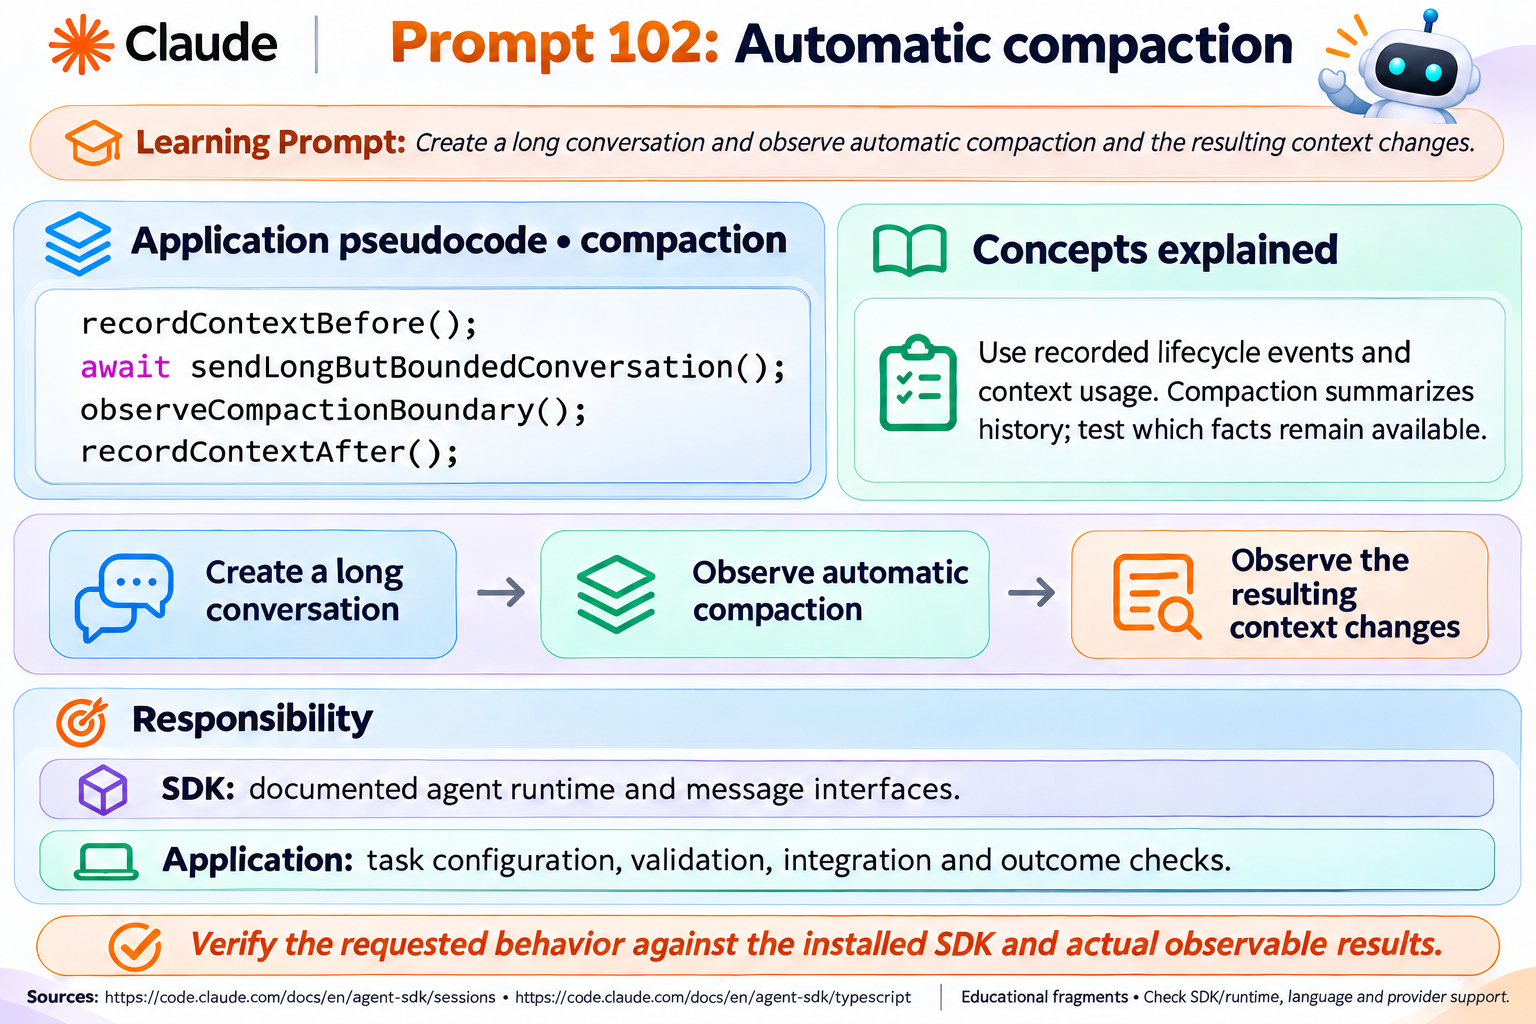 Claude
Prompt 102: Automatic compaction
Learning Prompt: Create a long conversation and observe automatic compaction and the resulting context changes.
Application pseudocode • compaction
recordContextBefore();
await sendLongButBoundedConversation();
observeCompactionBoundary();
recordContextAfter();
Concepts explained
Use recorded lifecycle events and
context usage. Compaction summarizes
history; test which facts remain available.
Create a long
conversation
Observe automatic
compaction
Observe the
resulting
context changes
Responsibility
SDK: documented agent runtime and message interfaces.
Application: task configuration, validation, integration and outcome checks.
Verify the requested behavior against the installed SDK and actual observable results.
Sources: https://code.claude.com/docs/en/agent-sdk/sessions • https://code.claude.com/docs/en/agent-sdk/typescript
Educational fragments • Check SDK/runtime, language and provider support.